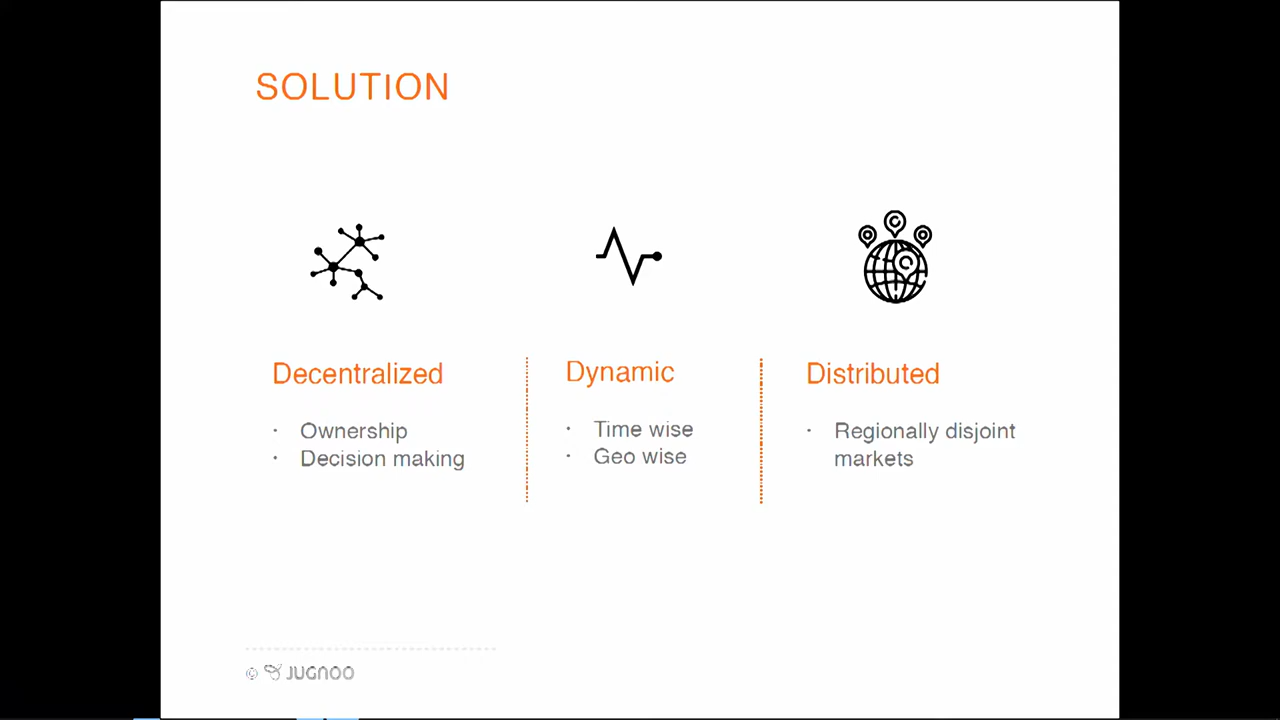 SOLUTION
Decentralized
· Ownership
· Decision making
Dynamic
· Time wise
· Geo wise
Distributed
· Regionally disjoint
markets
© JUGNOO